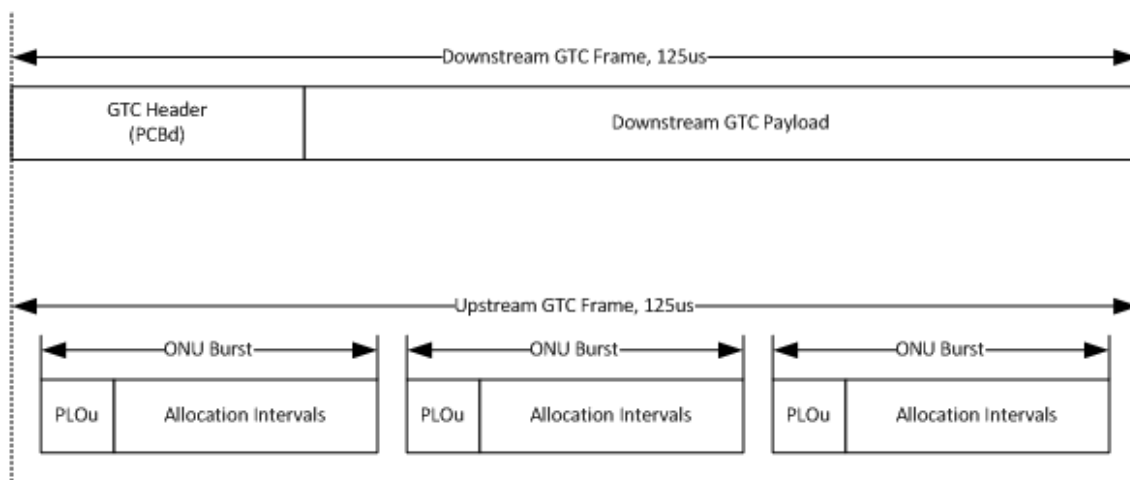 Downstream GTC Frame, 125us
GTC Header
(PCBd)
Downstream GTC Payload
Upstream GTC Frame, 125us
ONU Burst
ONU Burst
ONU Burst
PLOu
Allocation Intervals
PLOu
Allocation Intervals
PLOu
Allocation Intervals